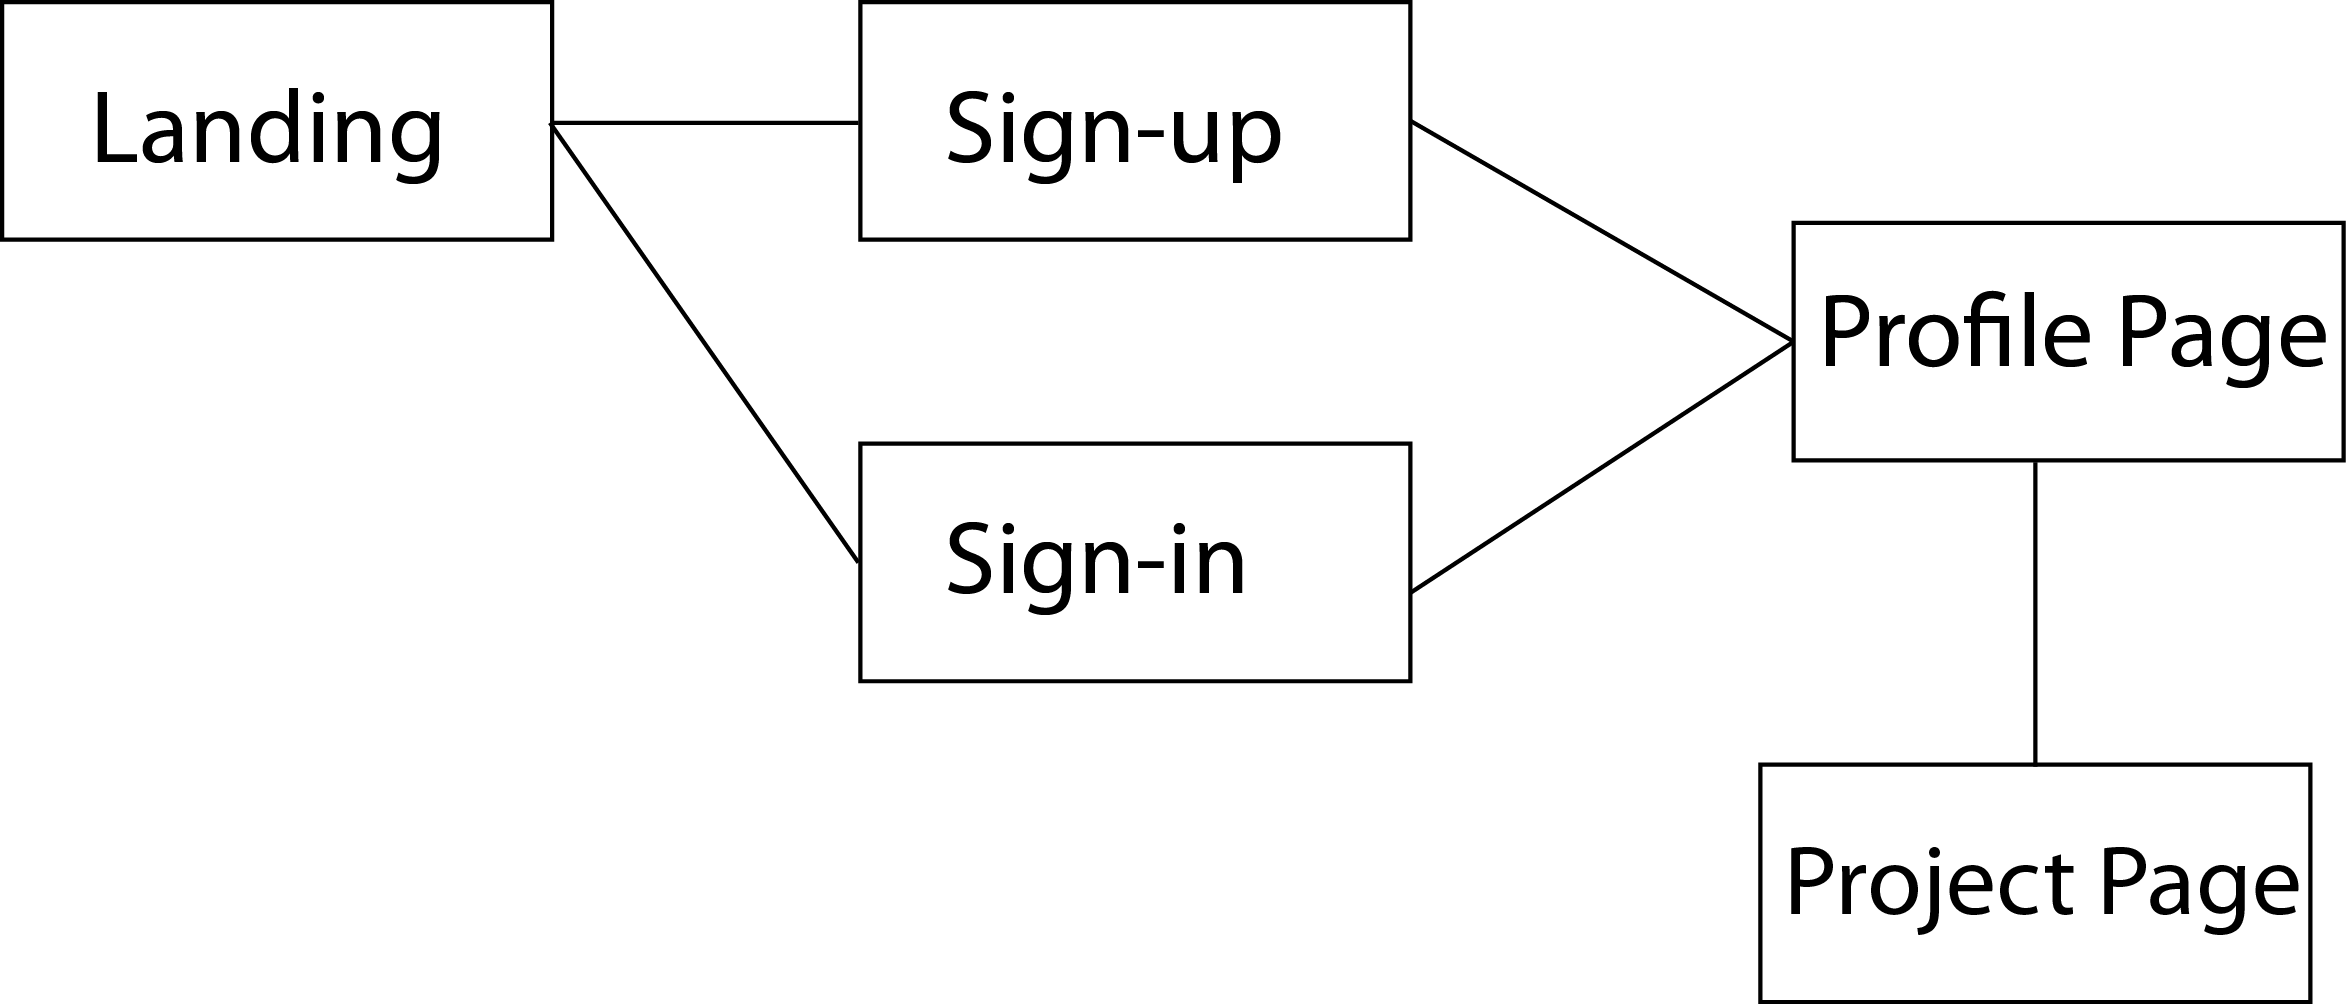 Landing
Sign-up
Profile Page
Sign-in
Project Page